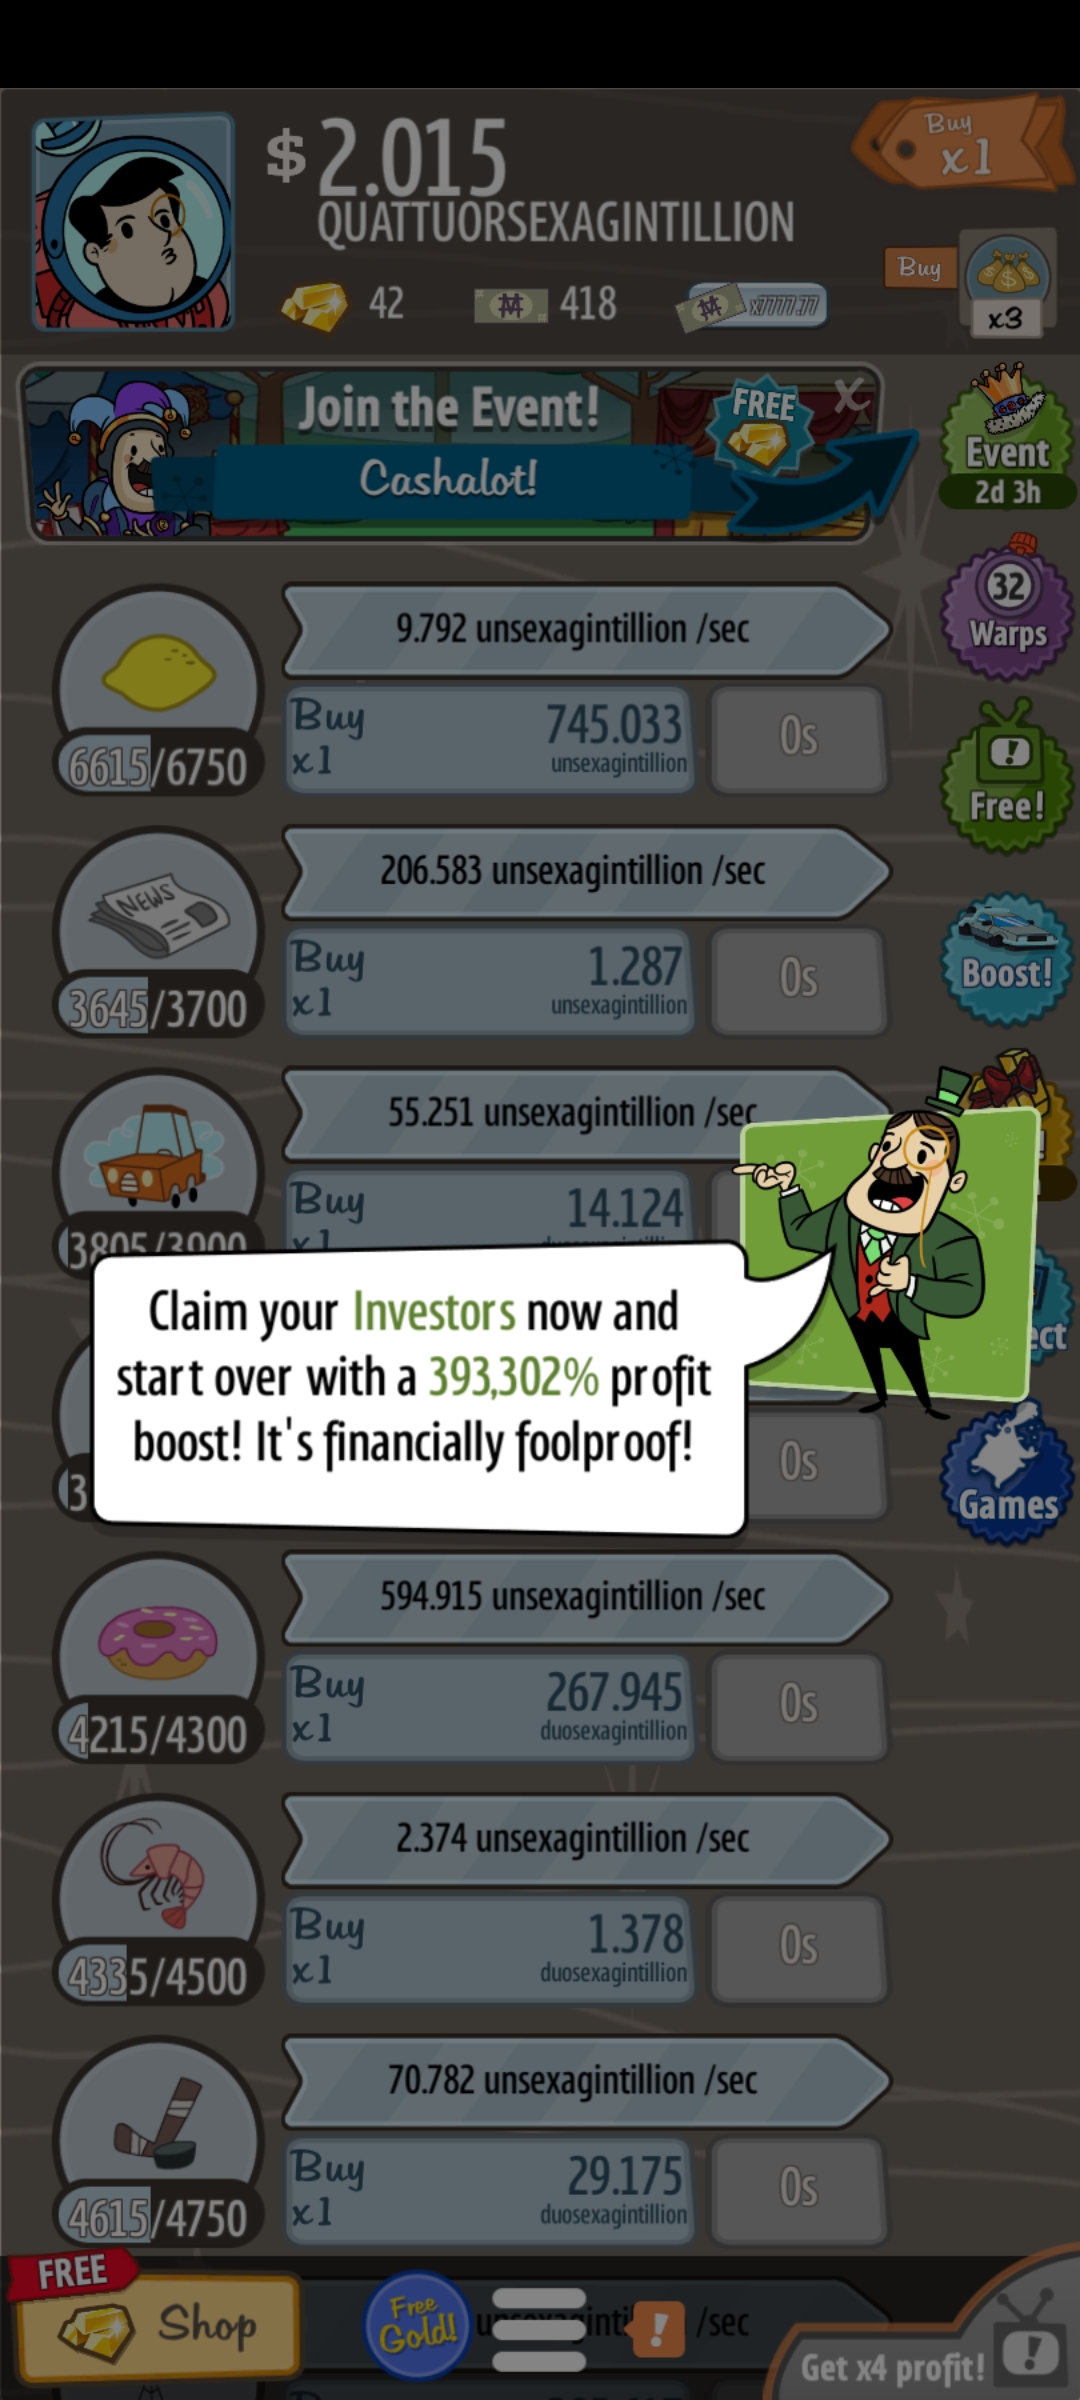 $ 2.015
QUATTUORSEXAGINTILLION
Buy
x1
42
418
x7777.77
Buy
x3
Join the Event!
FREE
X
Cashalot!
Event
2d 3h
9.792 unsexagintillion /sec
Buy
x1
745.033
unsexagintillion
0s
6615/6750
32
Warps
Free!
206.583 unsexagintillion /sec
NEWS
Buy
x1
1.287
unsexagintillion
0s
3645/3700
Boost!
55.251 unsexagintillion /sec
Buy
x1
14.124
3805/3900
Claim your Investors now and
start over with a 393,302% profit
boost! It's financially foolproof!
ect
0s
3
Games
594.915 unsexagintillion /sec
Buy
x1
267.945
duosexagintillion
0s
4215/4300
2.374 unsexagintillion /sec
Buy
x1
1.378
duosexagintillion
0s
4335/4500
70.782 unsexagintillion /sec
Buy
x1
29.175
duosexagintillion
0s
4615/4750
FREE
Shop
Free
Gold!
/sec
Get x4 profit!